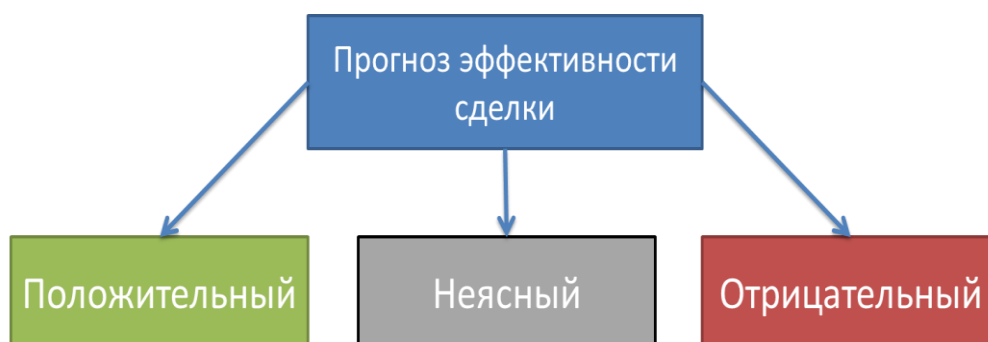 Прогноз эффективности
сделки
Положительный
Неясный
Отрицательный